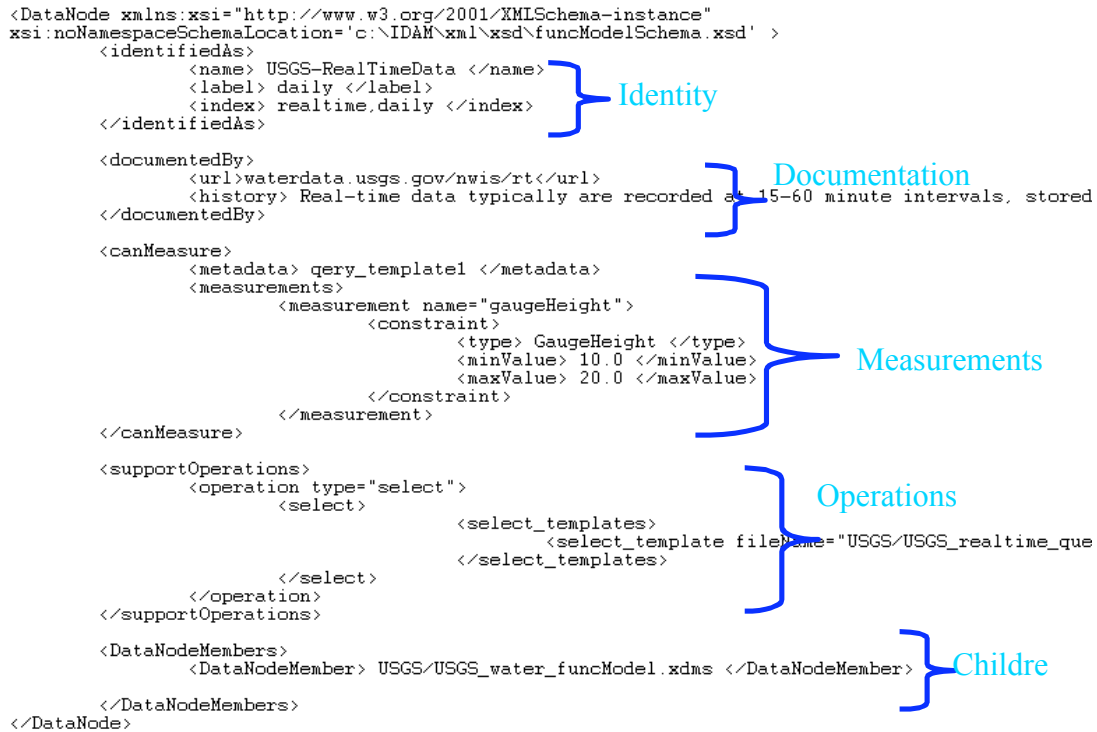 <DataNode xmlns:xsi="http://www.w3.org/2001/XMLSchema-instance"
xsi:noNamespaceSchemaLocation='c:\IDAM\xml\xsd\funcModelSchema.xsd' >
<identifiedAs>
<name> USGS-RealTimeData </name>
<label> daily </label>
<index> realtime,daily </index>
</identifiedAs>
Identity
<documentedBy>
<url>waterdata.usgs.gov/nwis/rt</url>
<history> Real-time data typically are recorded at 15-60 minute intervals, stored
</documentedBy>
Documentation
<canMeasure>
<metadata> qery_template1 </metadata>
<measurements>
<measurement name="gaugeHeight">
<constraint>
<type> GaugeHeight </type>
<minValue> 10.0 </minValue>
<maxValue> 20.0 </maxValue>
</constraint>
</measurement>
</canMeasure>
Measurements
<supportOperations>
<operation type="select">
<select>
<select_templates>
<select_template fileName="USGS/USGS_realtime_que
</select_templates>
</select>
</operation>
</supportOperations>
Operations
<DataNodeMembers>
<DataNodeMember> USGS/USGS_water_funcModel.xdms </DataNodeMember>
</DataNodeMembers>
</DataNode>
Childre